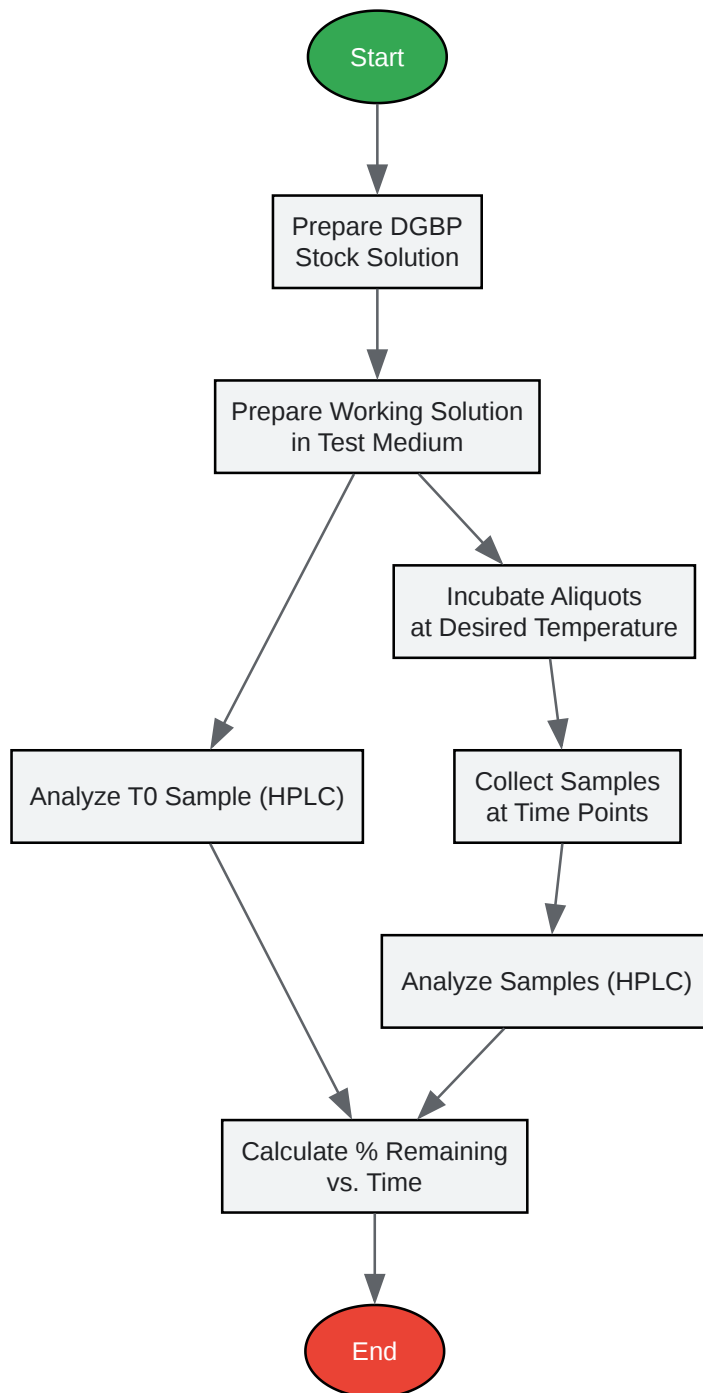 Start
Prepare DGBP
Stock Solution
Prepare Working Solution
in Test Medium
Incubate Aliquots
at Desired Temperature
Analyze T0 Sample (HPLC)
Collect Samples
at Time Points
Analyze Samples (HPLC)
Calculate % Remaining
vs. Time
End